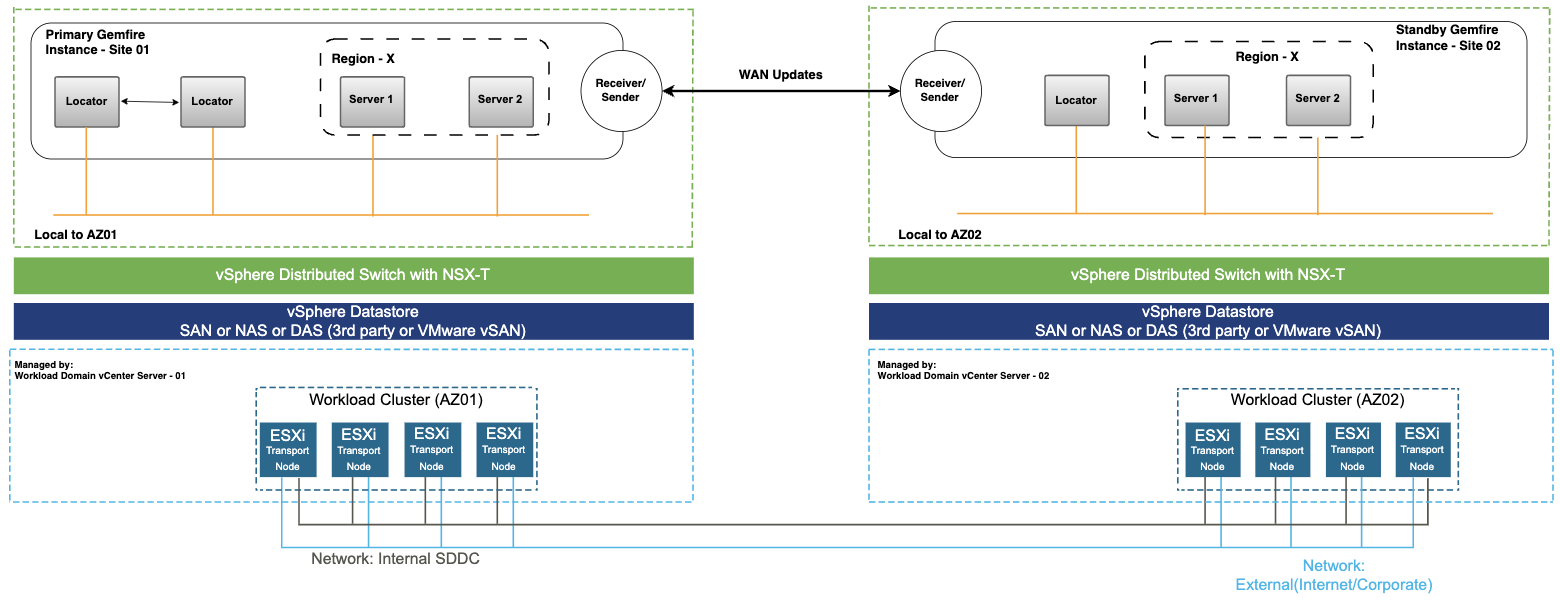 Primary Gemfire
Instance - Site 01
Region - X
Locator
Locator
Server 1
Server 2
Receiver/
Sender
WAN Updates
Receiver/
Sender
Standby Gemfire
Instance - Site 02
Region - X
Locator
Server 1
Server 2
Local to AZ01
Local to AZ02
vSphere Distributed Switch with NSX-T
vSphere Distributed Switch with NSX-T
vSphere Datastore
SAN or NAS or DAS (3rd party or VMware vSAN)
vSphere Datastore
SAN or NAS or DAS (3rd party or VMware vSAN)
Managed by:
Workload Domain vCenter Server - 01
Workload Cluster (AZ01)
ESXi
Transport
Node
ESXi
Transport
Node
ESXi
Transport
Node
ESXi
Transport
Node
Managed by:
Workload Domain vCenter Server - 02
Workload Cluster (AZ02)
ESXi
Transport
Node
ESXi
Transport
Node
ESXi
Transport
Node
ESXi
Transport
Node
Network: Internal SDDC
Network:
External(Internet/Corporate)